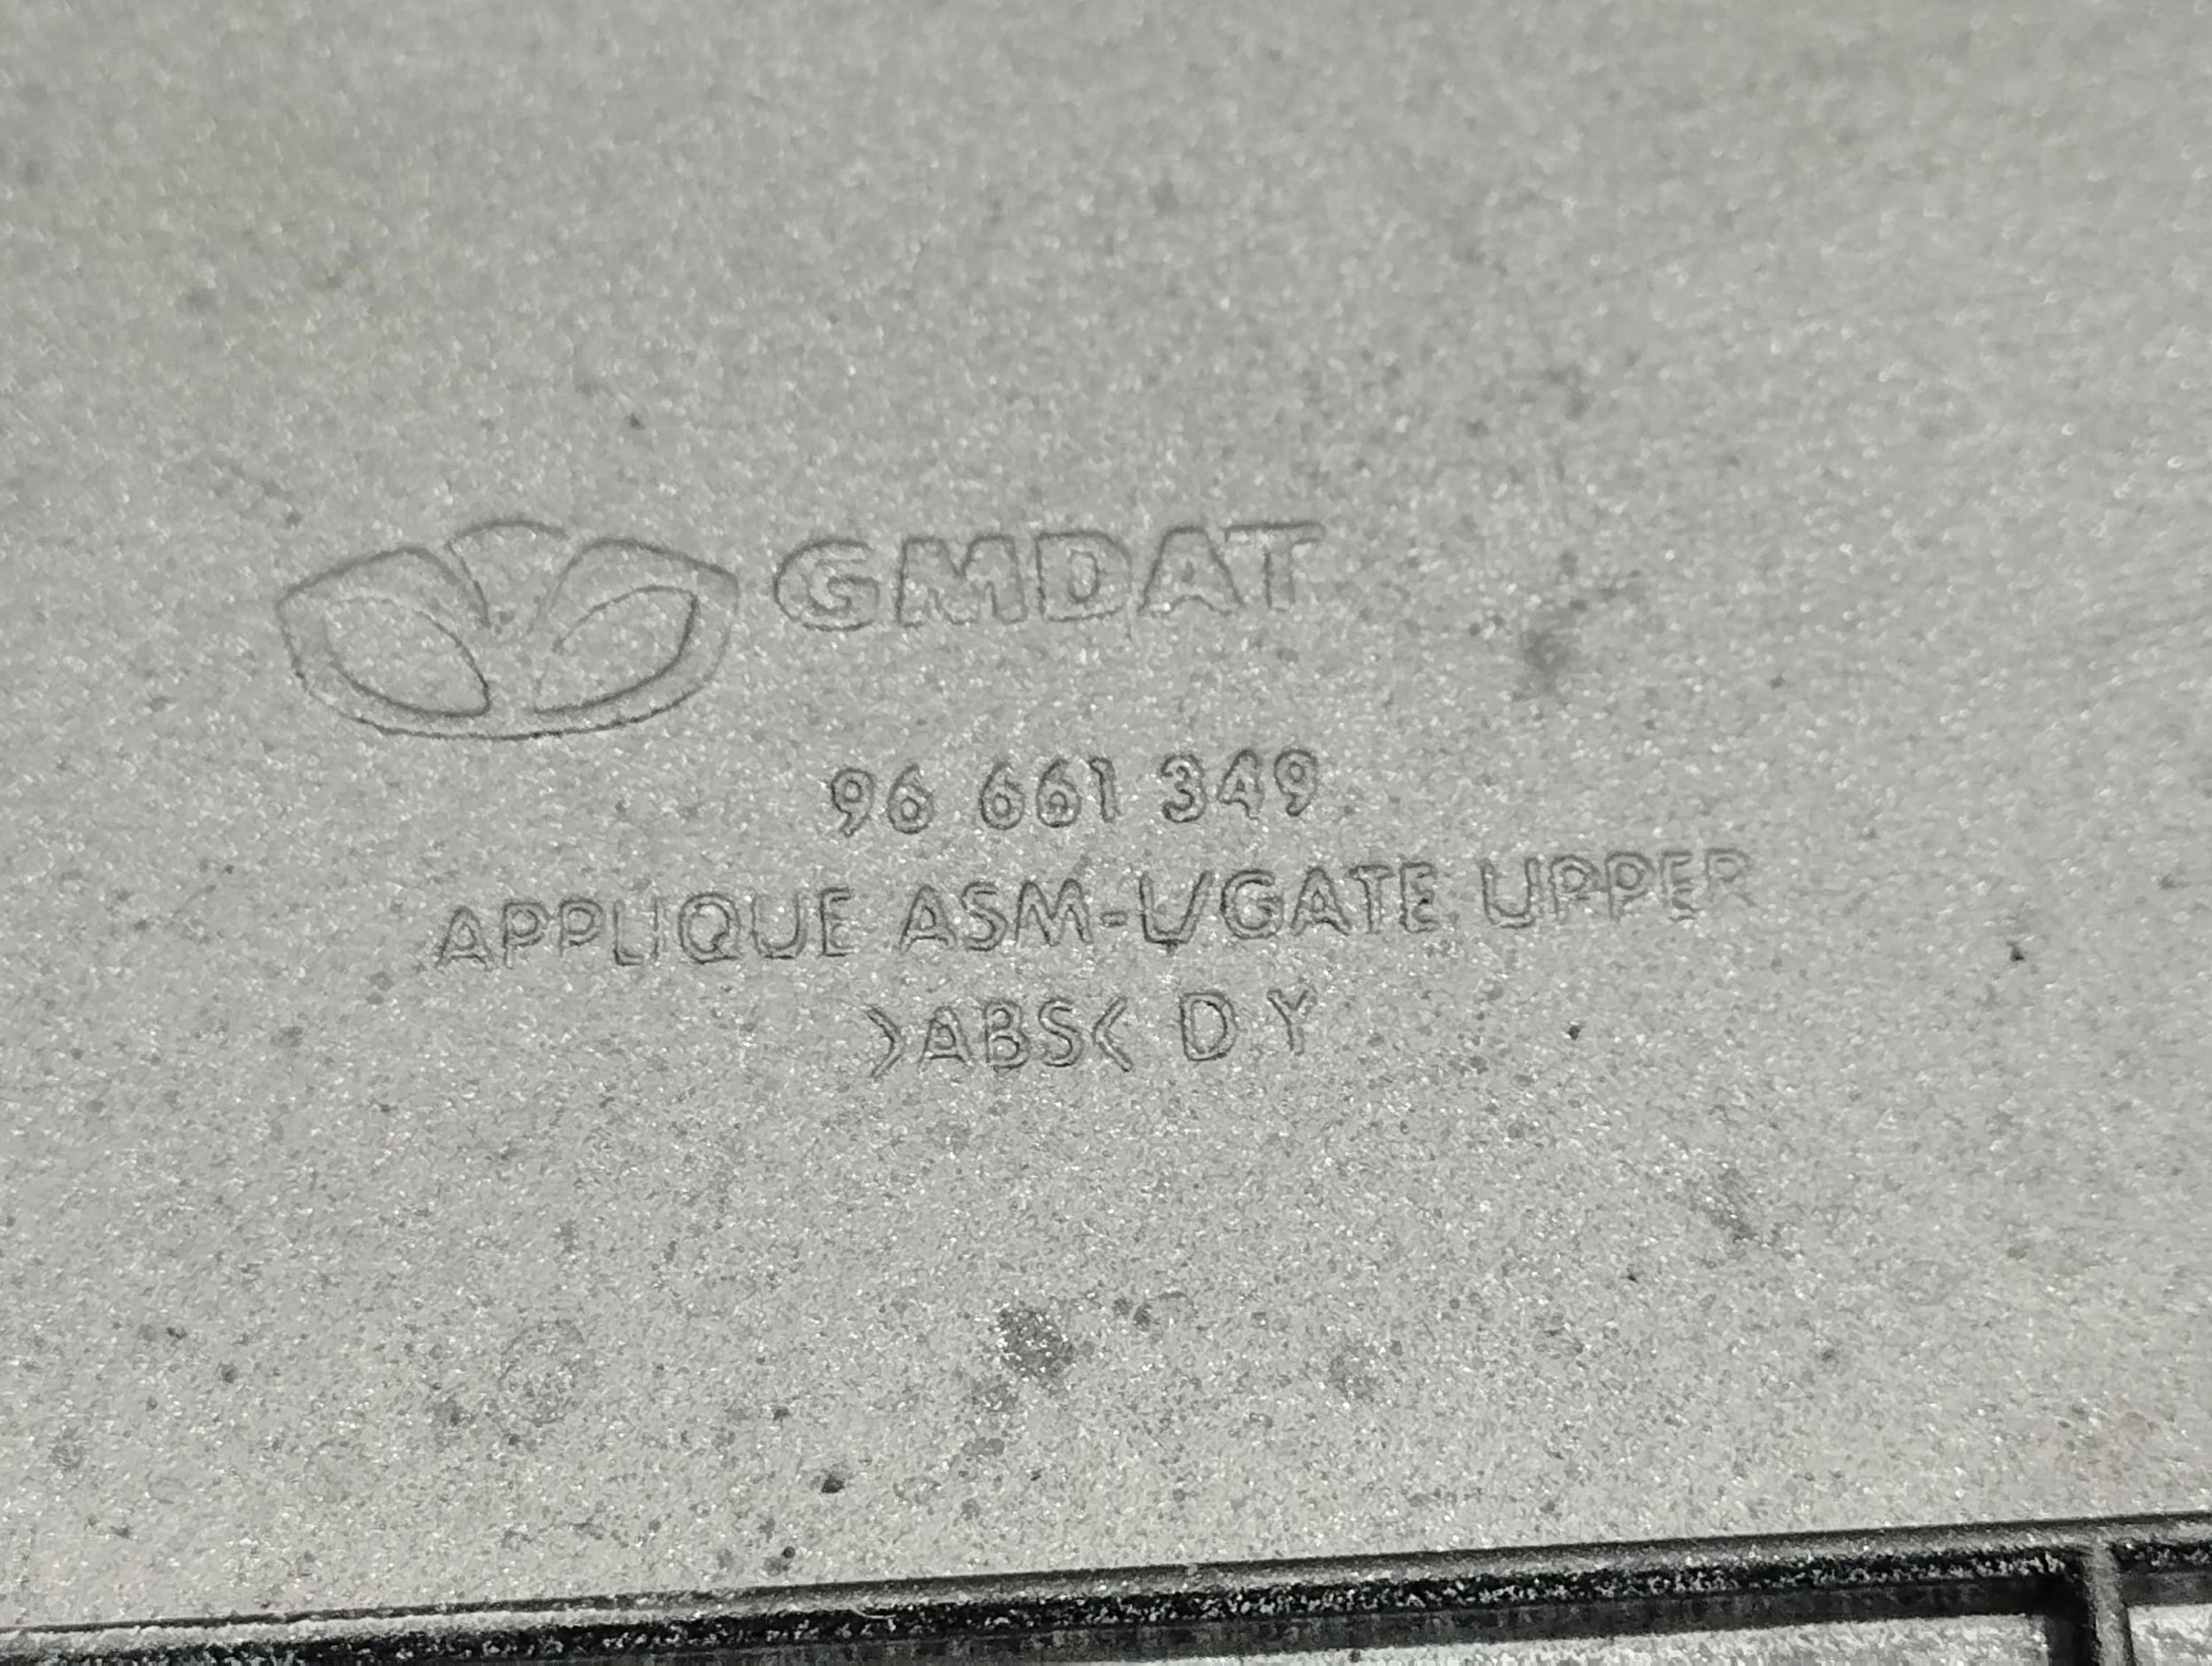 GMDAT
96 661 349
APPLIQUE ASM-L/GATE UPPER
>ABS< D Y